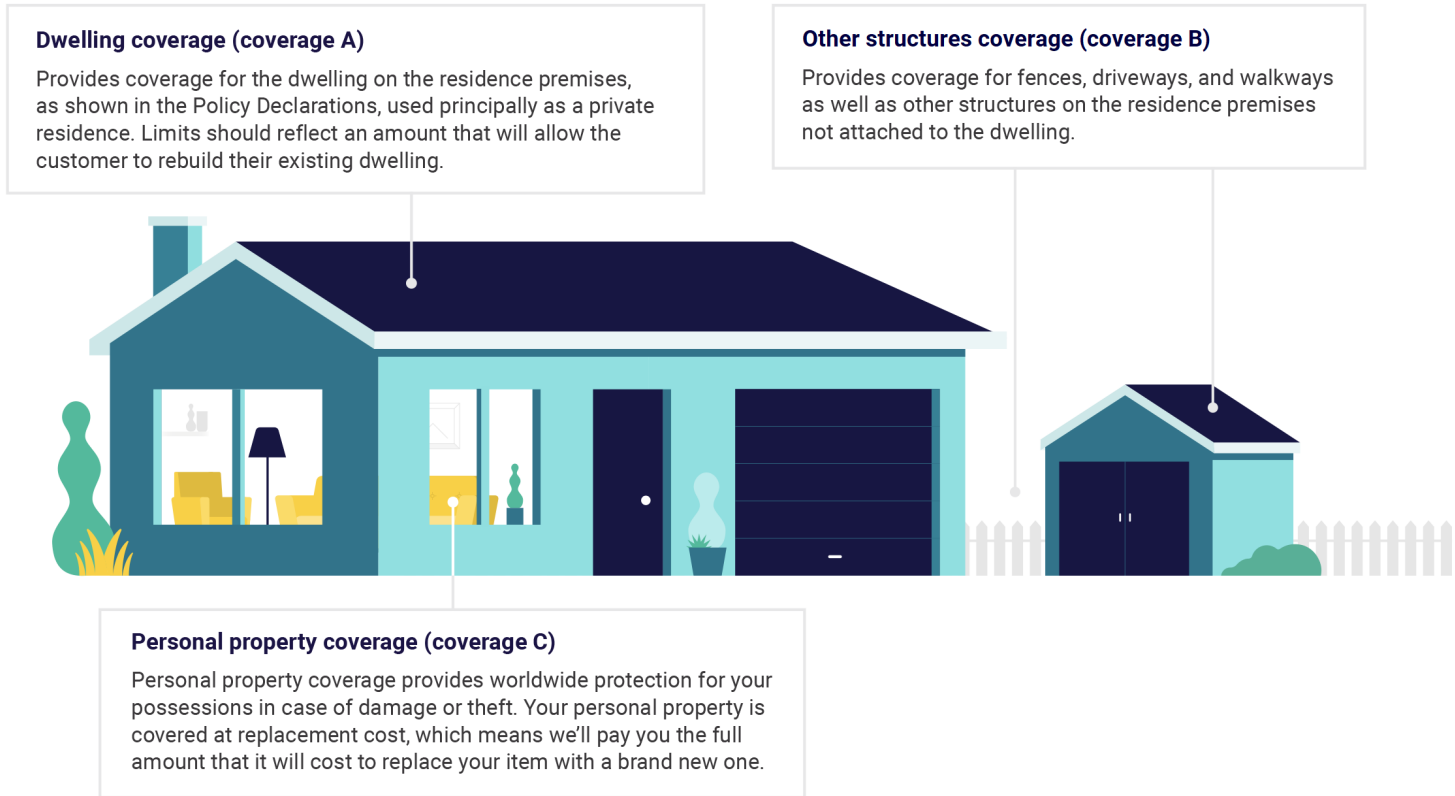 Dwelling coverage (coverage A)
Provides coverage for the dwelling on the residence premises,
as shown in the Policy Declarations, used principally as a private
residence. Limits should reflect an amount that will allow the
customer to rebuild their existing dwelling.
Other structures coverage (coverage B)
Provides coverage for fences, driveways, and walkways
as well as other structures on the residence premises
not attached to the dwelling.
Personal property coverage (coverage C)
Personal property coverage provides worldwide protection for your
possessions in case of damage or theft. Your personal property is
covered at replacement cost, which means we’ll pay you the full
amount that it will cost to replace your item with a brand new one.